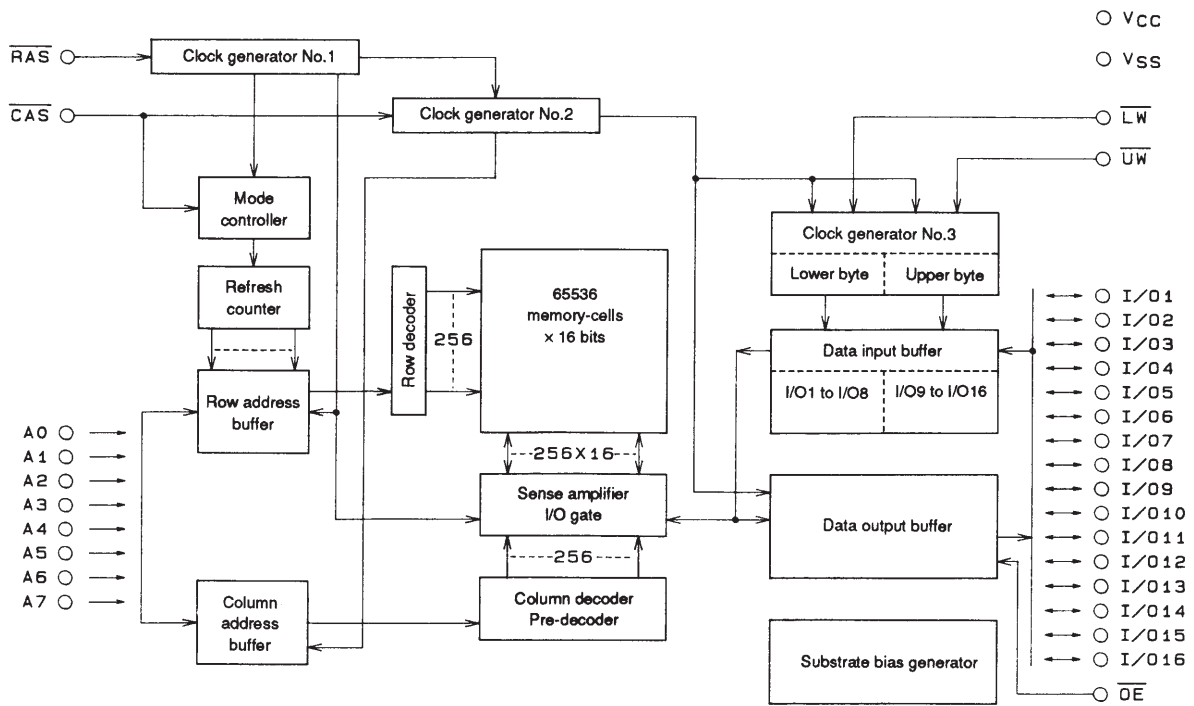 VCC
RAS
Clock generator No.1
VSS
CAS
Clock generator No.2
LW
UW
Mode
controller
Clock generator No.3
Lower byte
Upper byte
Refresh
counter
Row decoder
256
65536
memory-cells
× 16 bits
Data input buffer
I/O1 to I/O8
I/O9 to I/O16
Row address
buffer
256X16
Sense amplifier
I/O gate
256
Column decoder
Pre-decoder
Data output buffer
Column
address
buffer
Substrate bias generator
A0
A1
A2
A3
A4
A5
A6
A7
I/O1
I/O2
I/O3
I/O4
I/O5
I/O6
I/O7
I/O8
I/O9
I/O10
I/O11
I/O12
I/O13
I/O14
I/O15
I/O16
OE